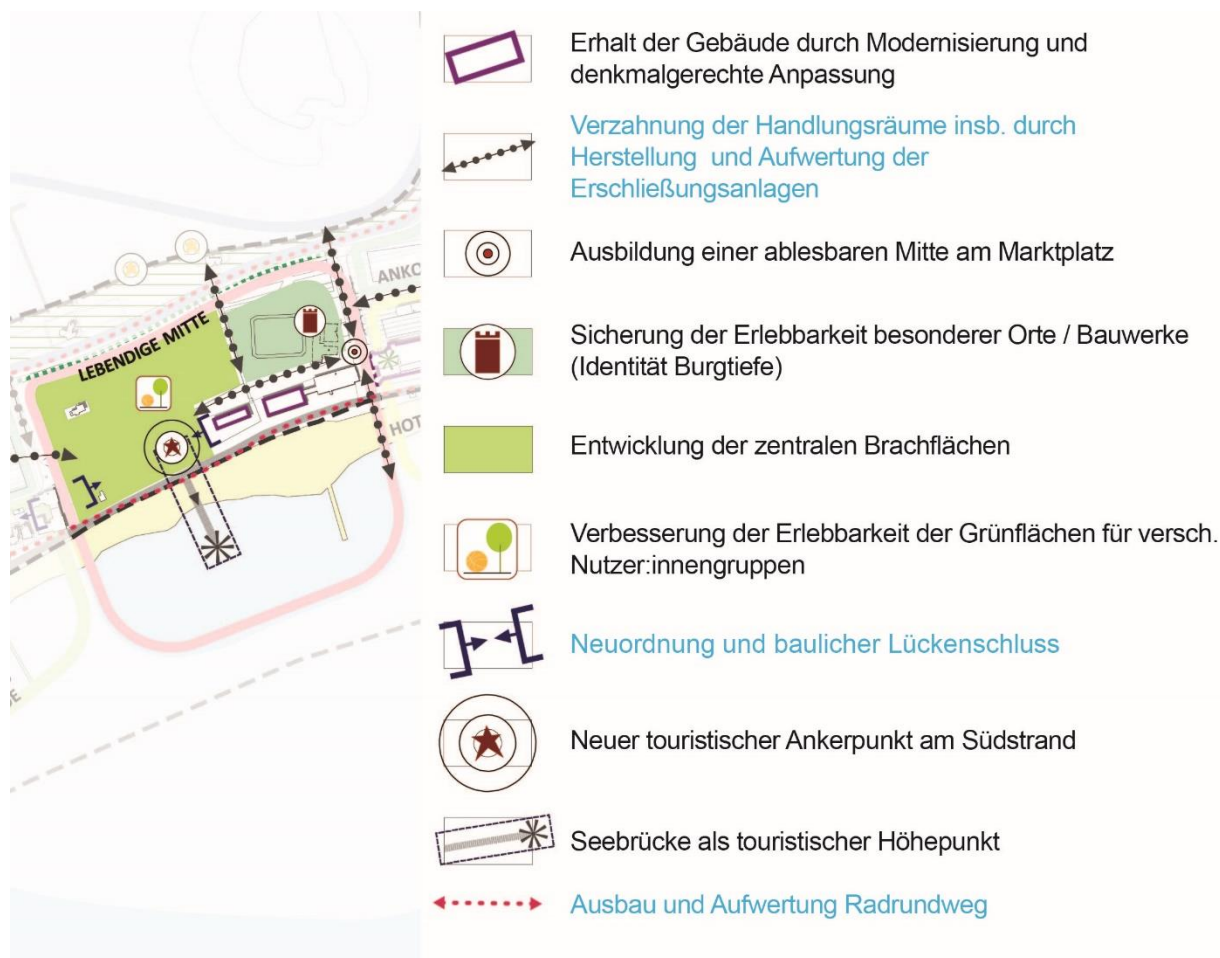 LEBENDIGE MITTE
ANKO
HOT
Erhalt der Gebäude durch Modernisierung und
denkmalgerechte Anpassung
Verzahnung der Handlungsräume insb. durch
Herstellung und Aufwertung der
Erschließungsanlagen
Ausbildung einer ablesbaren Mitte am Marktplatz
Sicherung der Erlebbarkeit besonderer Orte / Bauwerke
(Identität Burgtiefe)
Entwicklung der zentralen Brachflächen
Verbesserung der Erlebbarkeit der Grünflächen für versch.
Nutzer:innengruppen
Neuordnung und baulicher Lückenschluss
Neuer touristischer Ankerpunkt am Südstrand
Seebrücke als touristischer Höhepunkt
Ausbau und Aufwertung Radrundweg